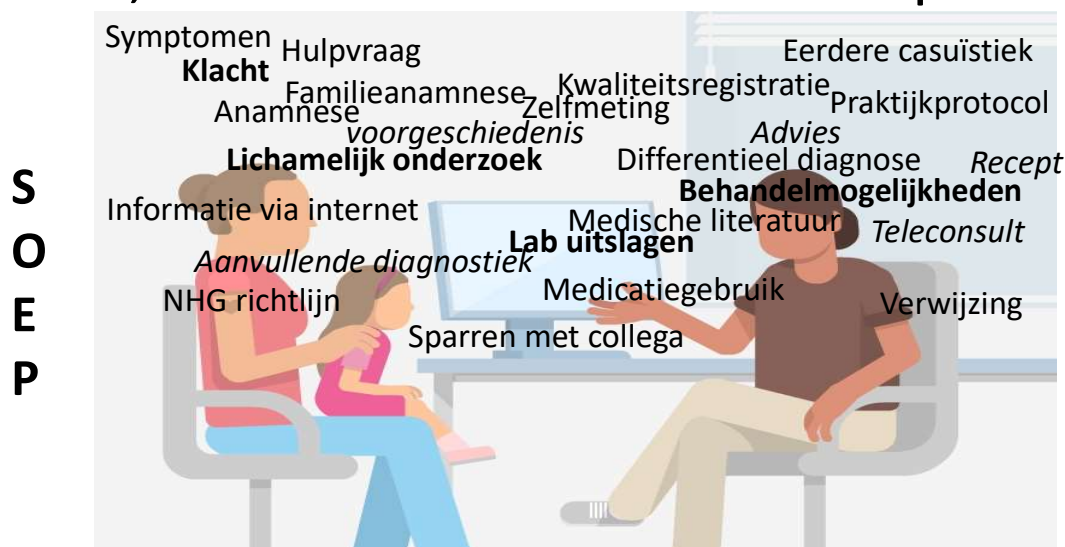 Symptomen
Hulpvraag
Eerdere casuïstiek
Klacht
Familieanamnese
Kwaliteitsregistratie
Anamnese
Zelfmeting
Praktijkprotocol
voorgeschiedenis
Advies
Lichamelijk onderzoek
Differentieel diagnose
Recept
Behandelmogelijkheden
Informatie via internet
Medische literatuur
Teleconsult
Lab uitslagen
Aanvullende diagnostiek
NHG richtlijn
Medicatiegebruik
Verwijzing
Sparren met collega
S
O
E
P